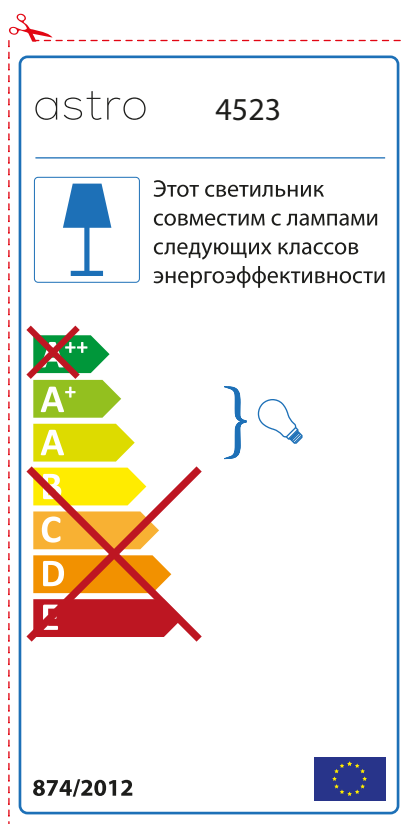 astro 4523
Этот светильник
совместим с лампами
следующих классов
энергоэффективности
A++
A+
A
B
C
D
E
874/2012